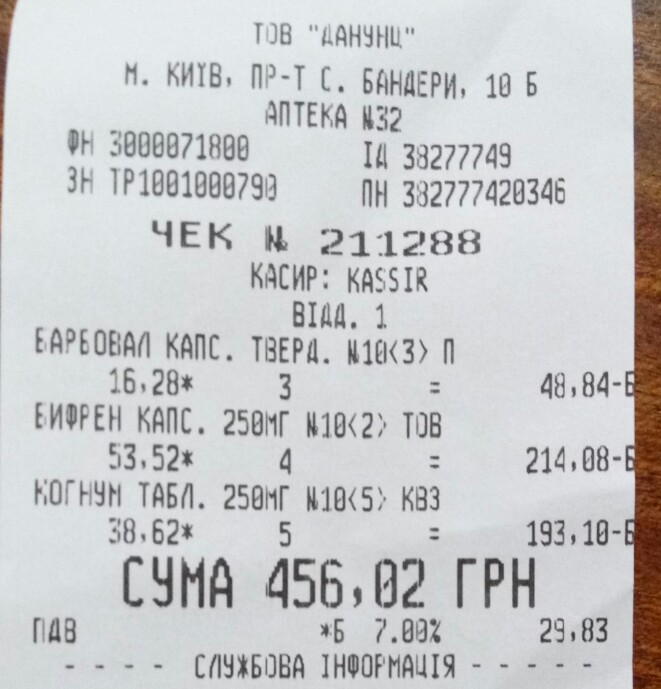 ТОВ "ДАНУНЦ"
М. КИЇВ, ПР-Т С. БАНДЕРИ, 10 Б
АПТЕКА №32
ФН 3000071800 ІД 38277749
ЗН ТР1001000790 ПН 382777420346
ЧЕК № 211288
КАСИР: KASSIR
ВІДД. 1
БАРБОВАЛ КАПС. ТВЕРД. №10<3> П
16,28* 3 = 48,84-Б
БИФРЕН КАПС. 250МГ №10<2> ТОВ
53,52* 4 = 214,08-Б
КОГНУМ ТАБЛ. 250МГ №10<5> КВЗ
38,62* 5 = 193,10-Б
СУМА 456,02 ГРН
ПДВ *Б 7.00% 29,83
- - - - СЛУЖБОВА ІНФОРМАЦІЯ - - - - -